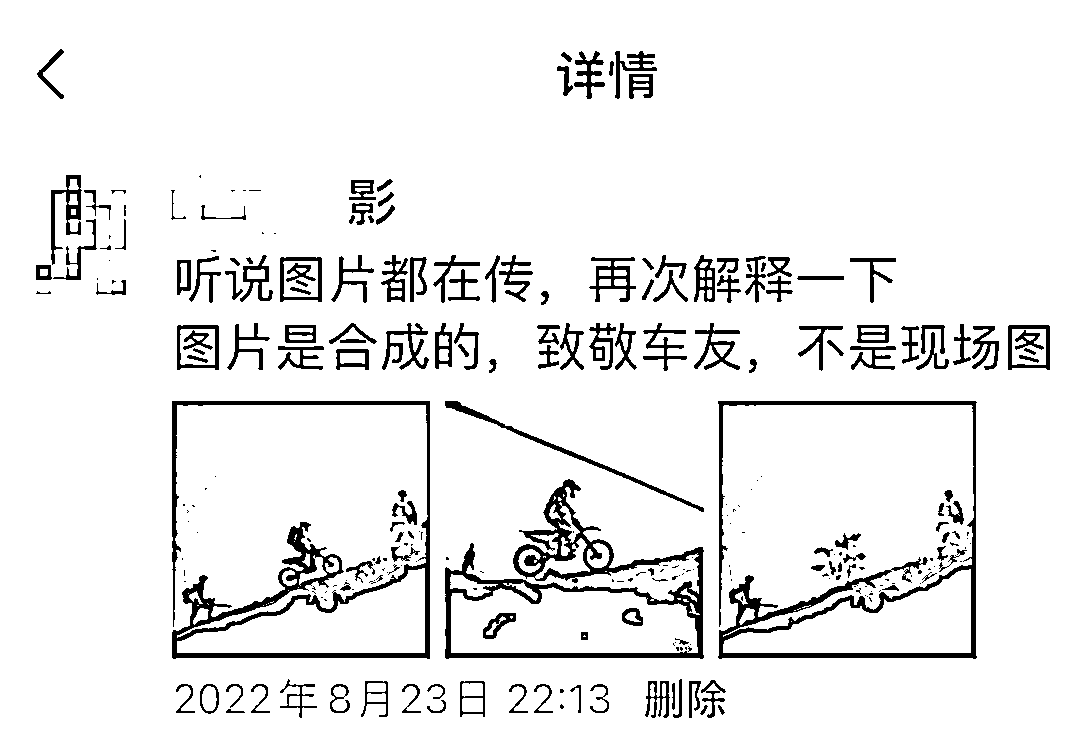 详情
影
听说图片都在传，再次解释一下
图片是合成的，致敬车友，不是现场图
2022年8月23日 22:13 删除